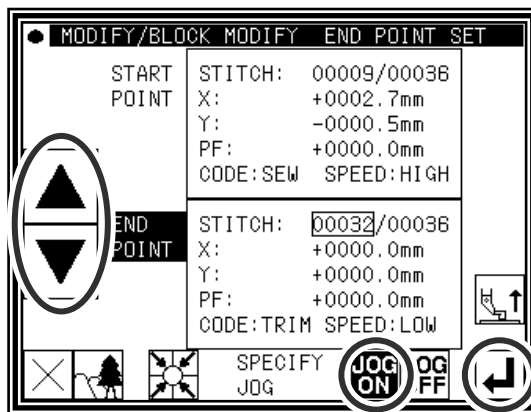 MODIFY/BLOCK MODIFY END POINT SET
START POINT
STITCH: 00009/00036
X: +0002.7mm
Y: -0000.5mm
PF: +0000.0mm
CODE:SEW SPEED:HIGH
END POINT
STITCH: 00032/00036
X: +0000.0mm
Y: +0000.0mm
PF: +0000.0mm
CODE:TRIM SPEED:LOW
SPECIFY JOG
JOG ON